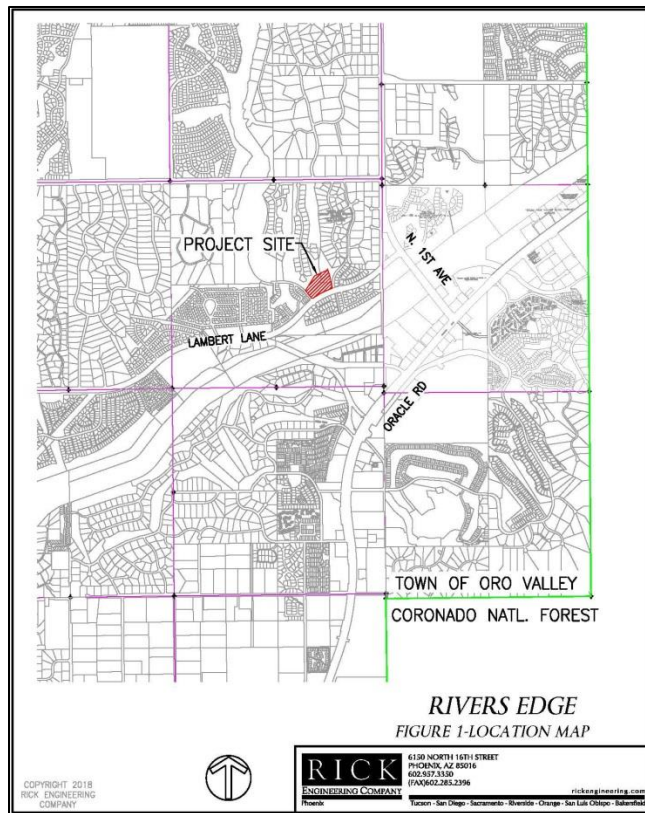 PROJECT SITE
N. 1ST AVE
LAMBERT LANE
ORACLE RD
TOWN OF ORO VALLEY
CORONADO NATL. FOREST
RIVERS EDGE
FIGURE 1-LOCATION MAP
COPYRIGHT 2018
RICK ENGINEERING
COMPANY
RICK
ENGINEERING COMPANY
Phoenix
6150 NORTH 16TH STREET
PHOENIX, AZ 85016
602.957.3350
(FAX)602.285.2396
rickengineering.com
Tucson - San Diego - Sacramento - Riverside - Orange - San Luis Obispo - Bakersfield